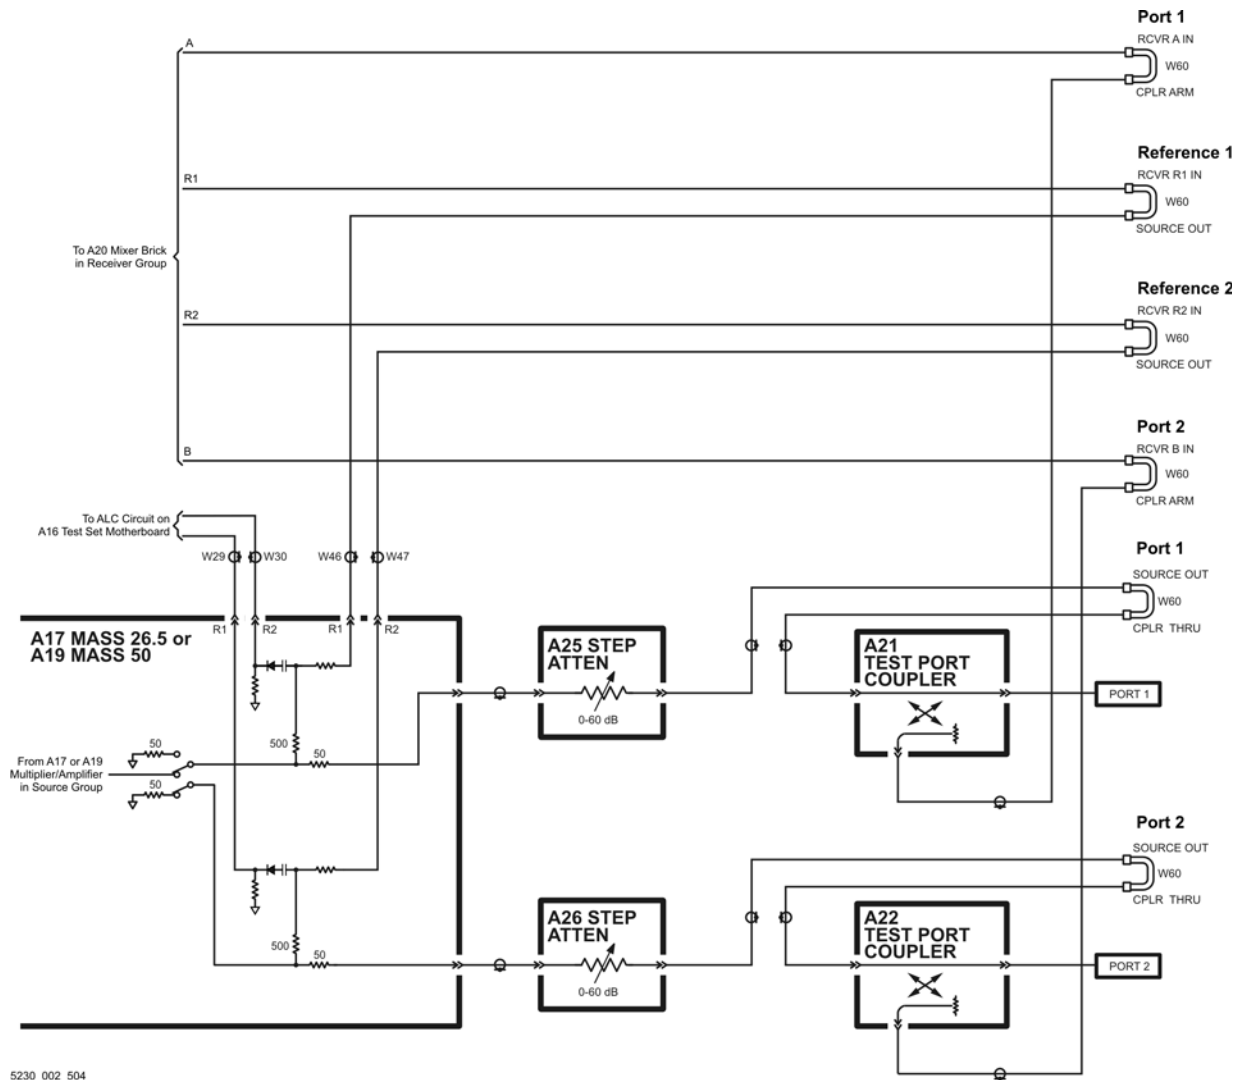 Port 1
A
RCVR A IN
W60
CPLR ARM
Reference 1
R1
RCVR R1 IN
W60
SOURCE OUT
To A20 Mixer Brick
in Receiver Group
Reference 2
R2
RCVR R2 IN
W60
SOURCE OUT
Port 2
B
RCVR B IN
W60
CPLR ARM
To ALC Circuit on
A16 Test Set Motherboard
W29
W30
W46
W47
Port 1
SOURCE OUT
W60
CPLR THRU
R1
R2
R1
R2
A17 MASS 26.5 or
A19 MASS 50
A25 STEP
ATTEN
0-60 dB
A21
TEST PORT
COUPLER
PORT 1
500
50
50
From A17 or A19
Multiplier/Amplifier
in Source Group
50
Port 2
SOURCE OUT
W60
CPLR THRU
A26 STEP
ATTEN
0-60 dB
A22
TEST PORT
COUPLER
PORT 2
500
50
5230_002_504